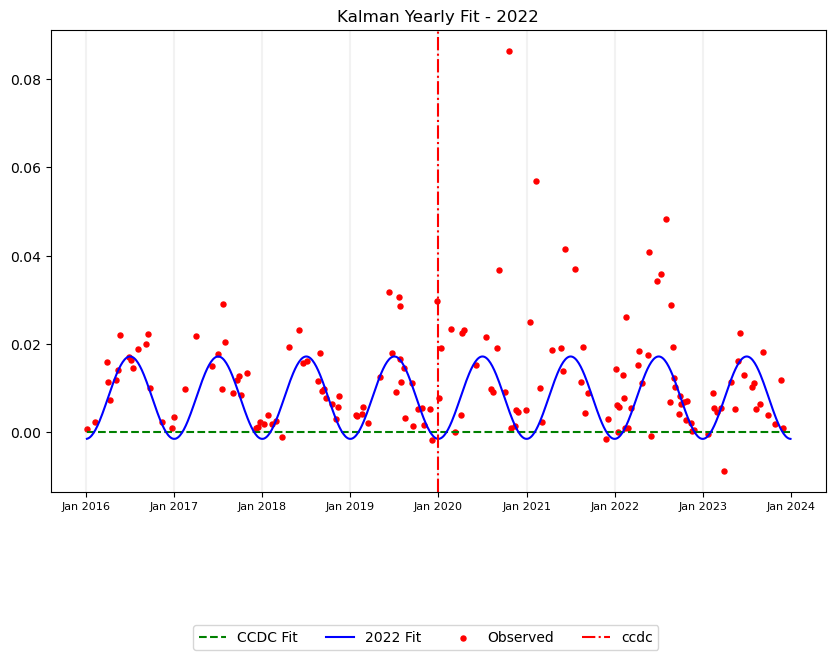 Kalman Yearly Fit - 2022
0.08
0.06
0.04
0.02
0.00
Jan 2016 Jan 2017 Jan 2018 Jan 2019 Jan 2020 Jan 2021 Jan 2022 Jan 2023 Jan 2024
CCDC Fit 2022 Fit Observed ccdc